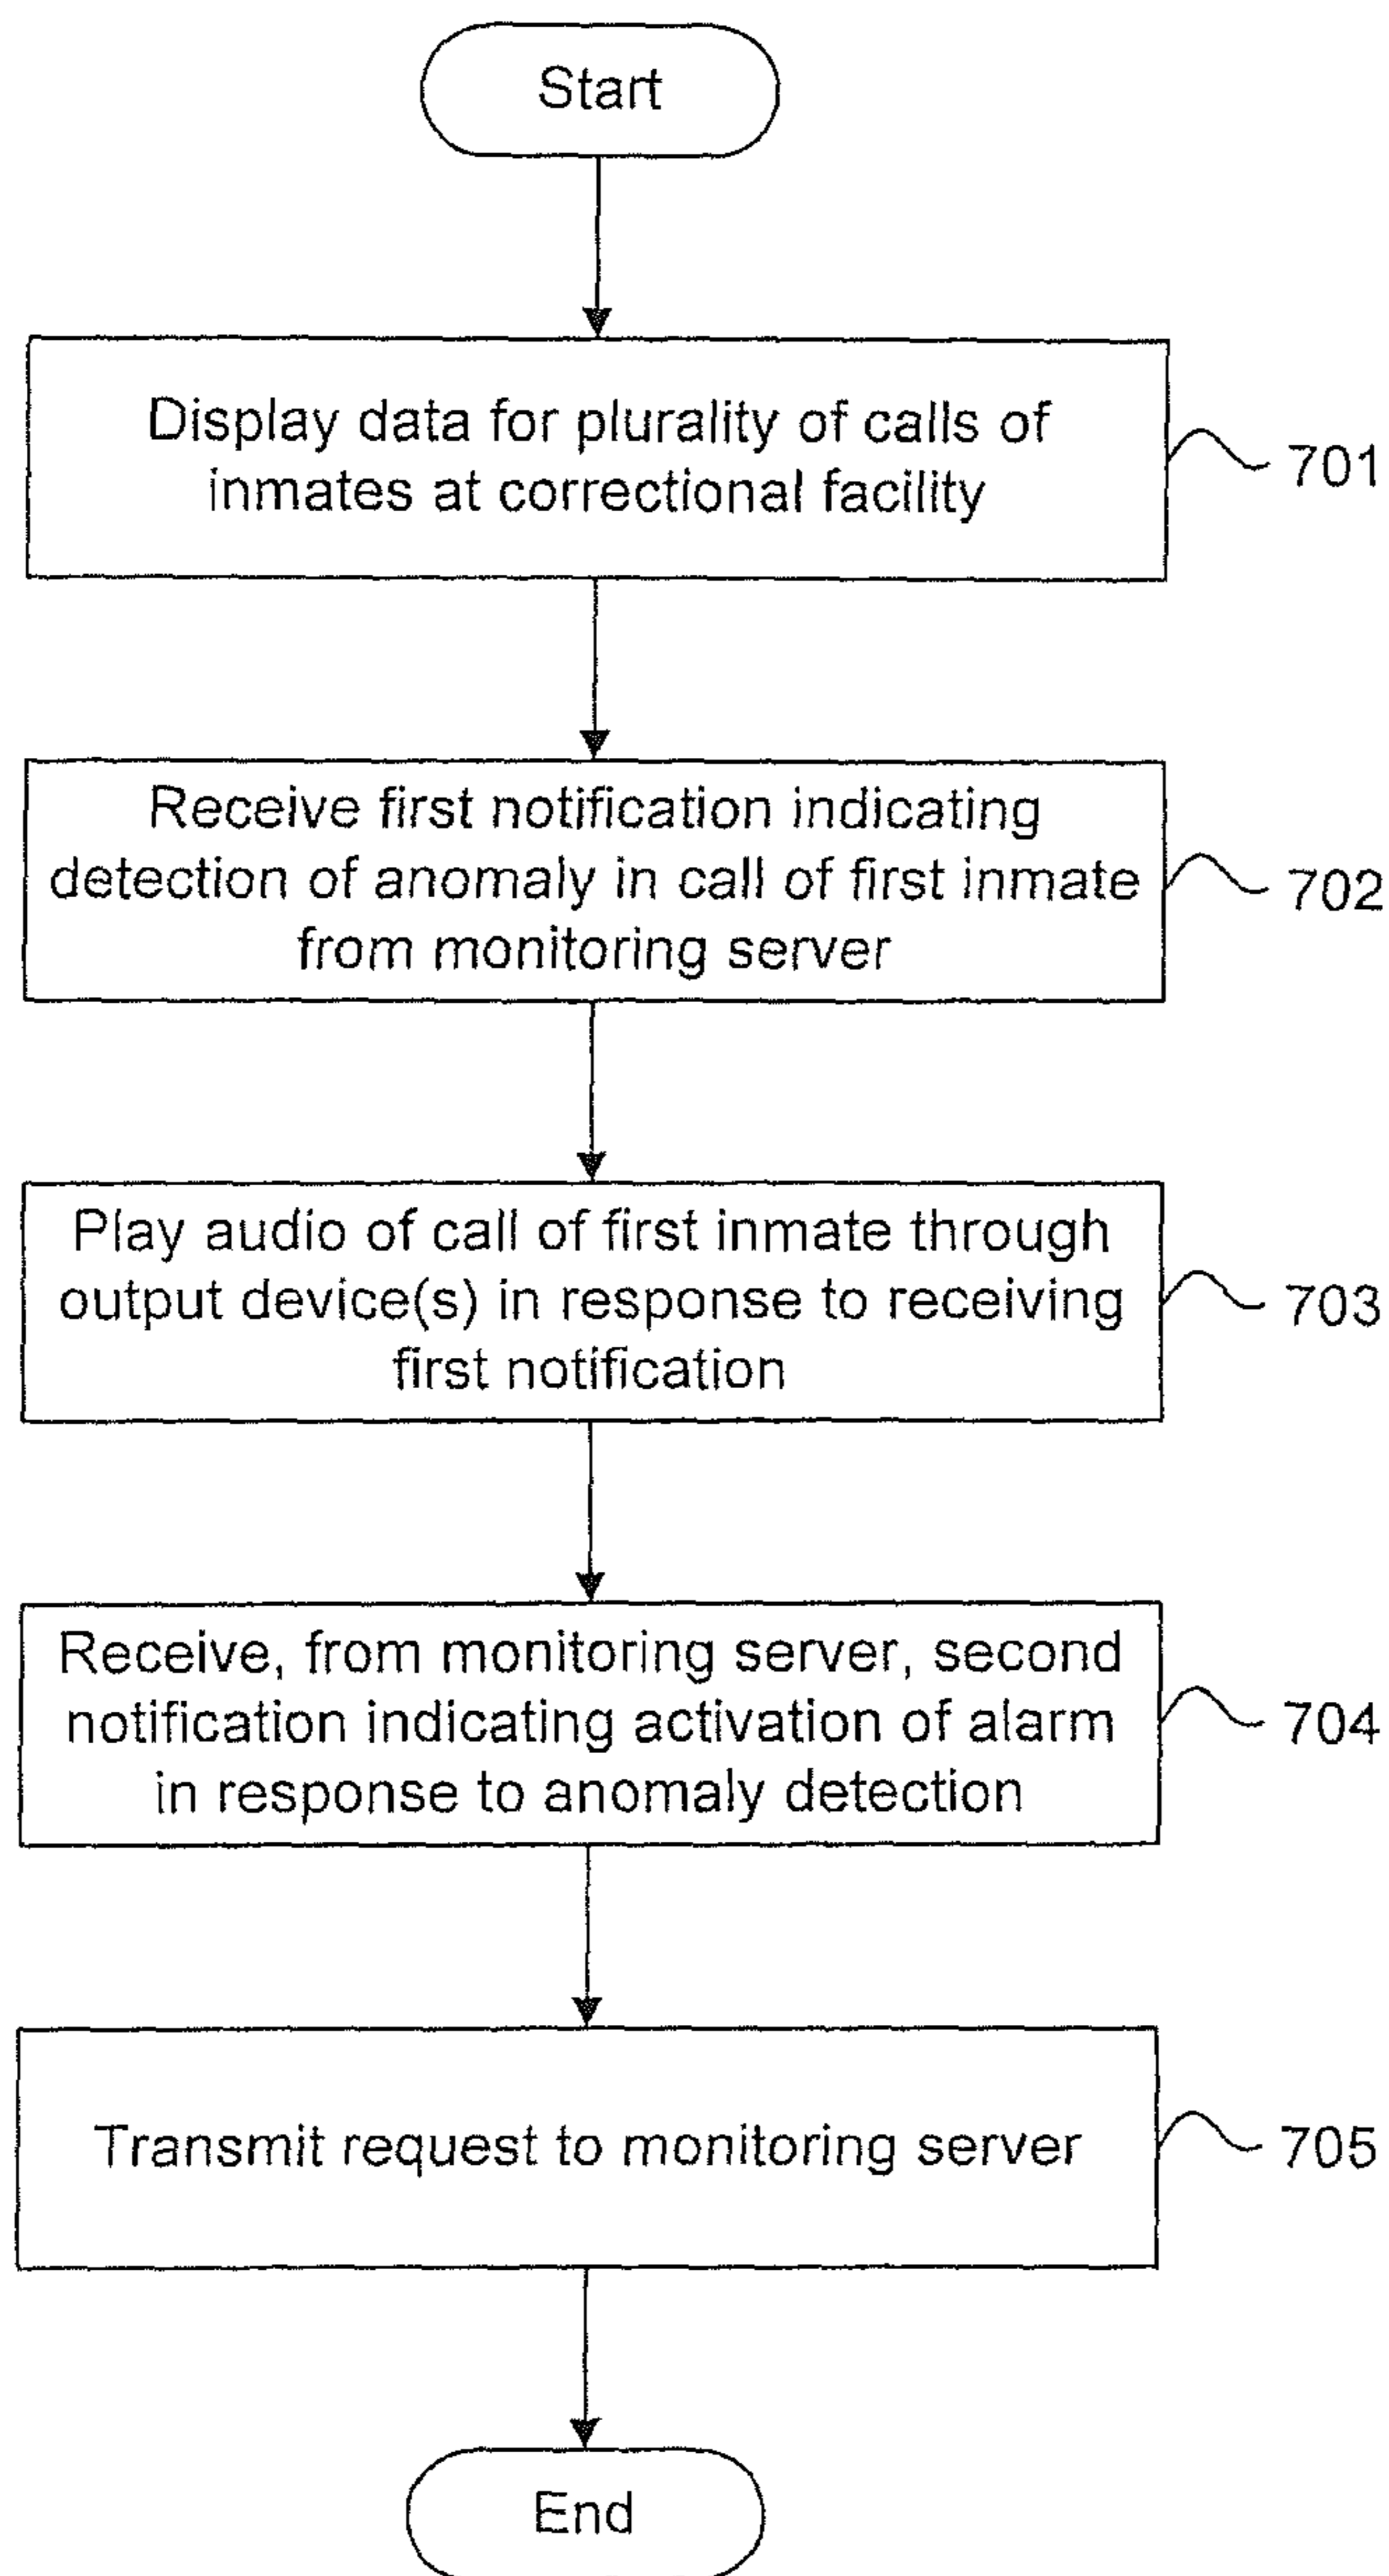 Start
Display data for plurality of calls of
inmates at correctional facility
701
Receive first notification indicating
detection of anomaly in call of first inmate
from monitoring server
702
Play audio of call of first inmate through
output device(s) in response to receiving
first notification
703
Receive, from monitoring server, second
notification indicating activation of alarm
in response to anomaly detection
704
Transmit request to monitoring server
705
End